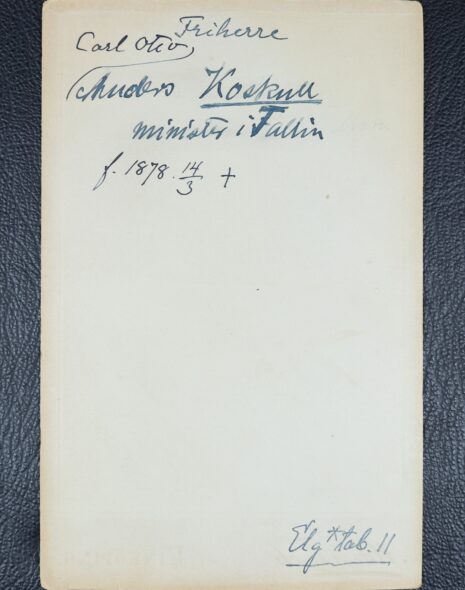 Friherre
Carl Otto
Anders Koskull
minister i Tallin
f. 1878. 14/3 +
Elg * tab. 11